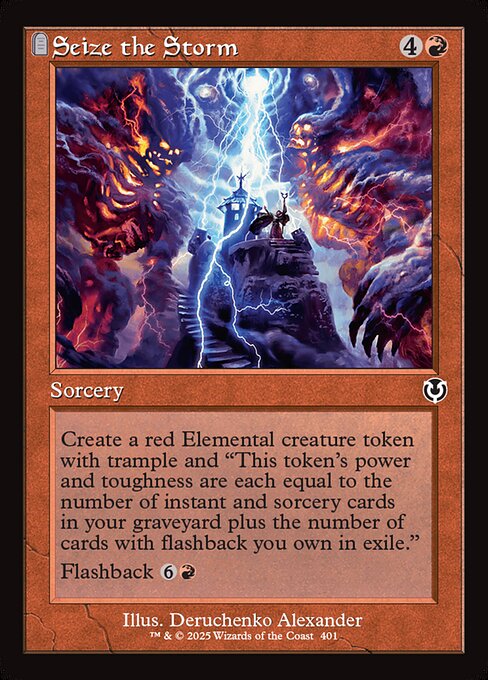 Seize the Storm 4
Sorcery
Create a red Elemental creature token
with trample and “This token’s power
and toughness are each equal to the
number of instant and sorcery cards
in your graveyard plus the number of
cards with flashback you own in exile.”
Flashback 6
Illus. Deruchenko Alexander
™ & © 2025 Wizards of the Coast 401